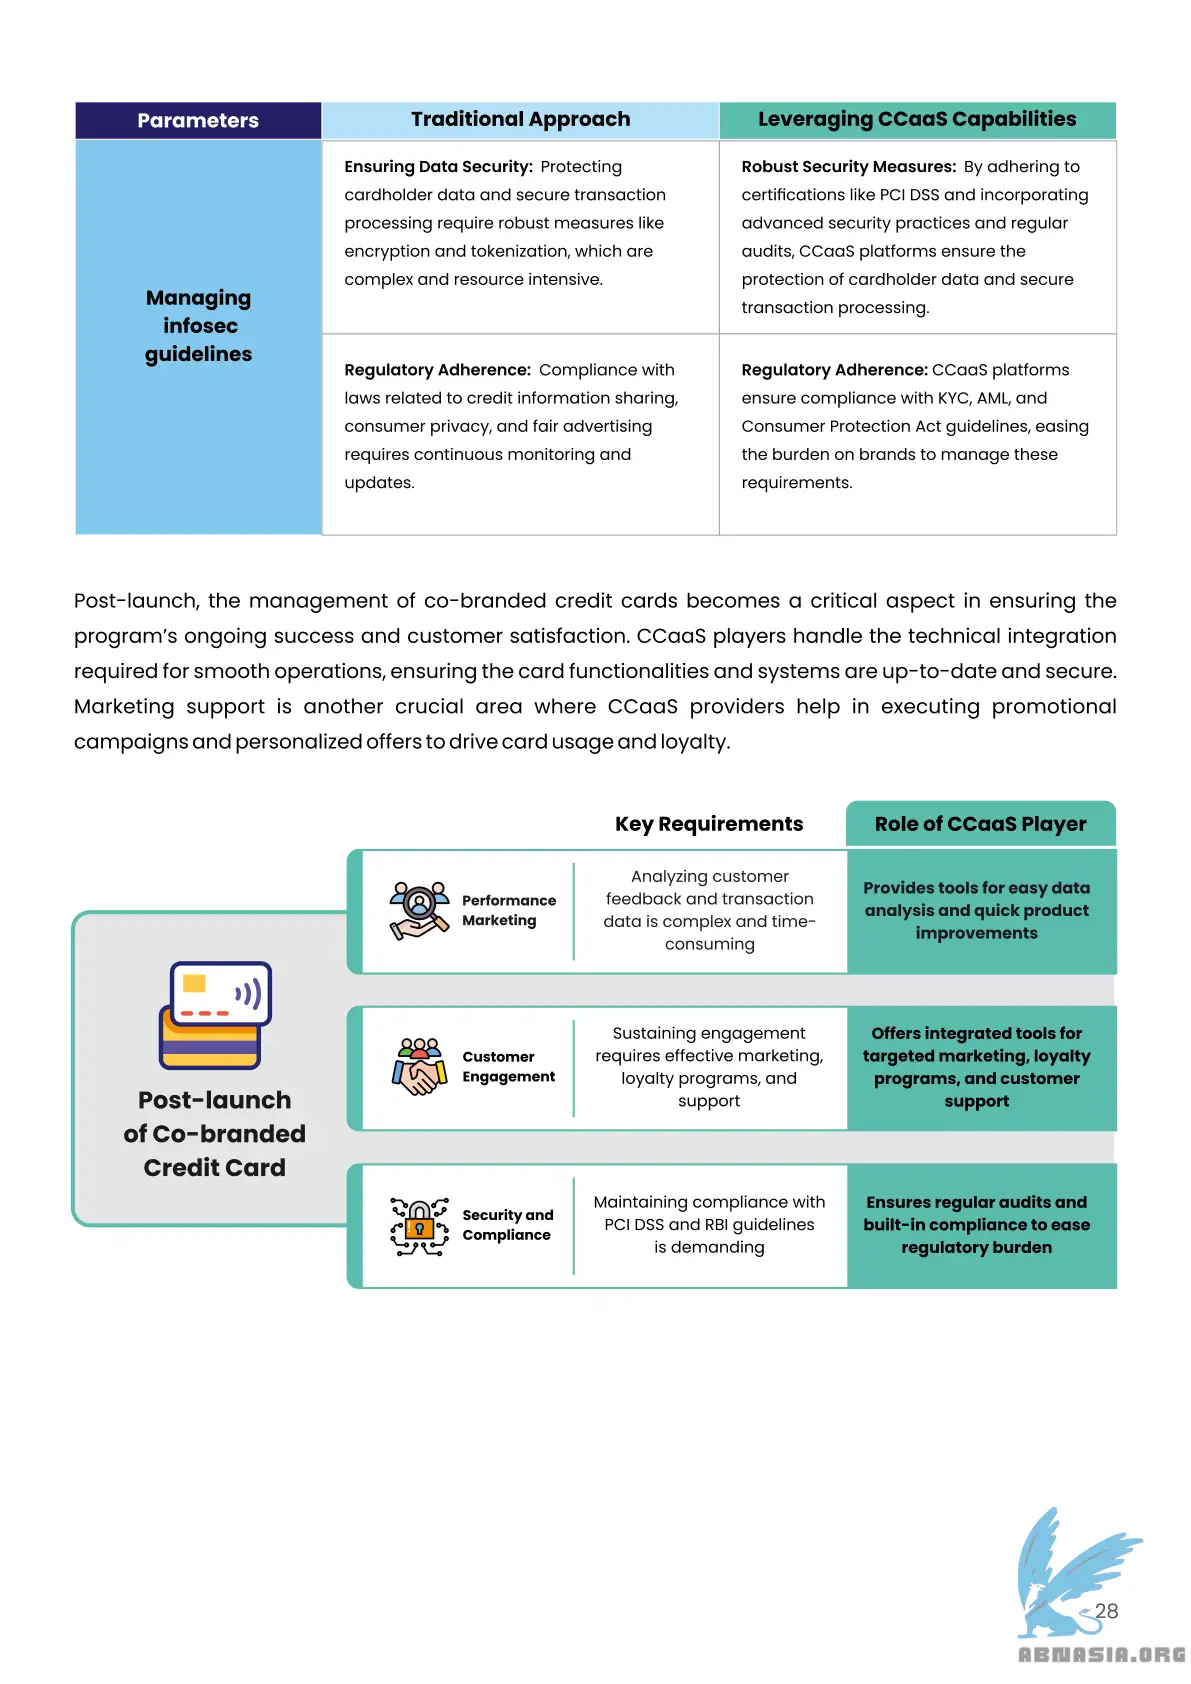 Parameters
Traditional Approach
Leveraging CCaaS Capabilities
Managing
infosec
guidelines
Ensuring Data Security: Protecting
cardholder data and secure transaction
processing require robust measures like
encryption and tokenization, which are
complex and resource intensive.
Robust Security Measures: By adhering to
certifications like PCI DSS and incorporating
advanced security practices and regular
audits, CCaaS platforms ensure the
protection of cardholder data and secure
transaction processing.
Regulatory Adherence: Compliance with
laws related to credit information sharing,
consumer privacy, and fair advertising
requires continuous monitoring and
updates.
Regulatory Adherence: CCaaS platforms
ensure compliance with KYC, AML, and
Consumer Protection Act guidelines, easing
the burden on brands to manage these
requirements.
Post-launch, the management of co-branded credit cards becomes a critical aspect in ensuring the
program's ongoing success and customer satisfaction. CCaaS players handle the technical integration
required for smooth operations, ensuring the card functionalities and systems are up-to-date and secure.
Marketing support is another crucial area where CCaaS providers help in executing promotional
campaigns and personalized offers to drive card usage and loyalty.
Key Requirements
Role of CCaaS Player
Post-launch
of Co-branded
Credit Card
Performance
Marketing
Analyzing customer
feedback and transaction
data is complex and time-
consuming
Provides tools for easy data
analysis and quick product
improvements
Customer
Engagement
Sustaining engagement
requires effective marketing,
loyalty programs, and
support
Offers integrated tools for
targeted marketing, loyalty
programs, and customer
support
Security and
Compliance
Maintaining compliance with
PCI DSS and RBI guidelines
is demanding
Ensures regular audits and
built-in compliance to ease
regulatory burden
28
ABNASIA.ORG